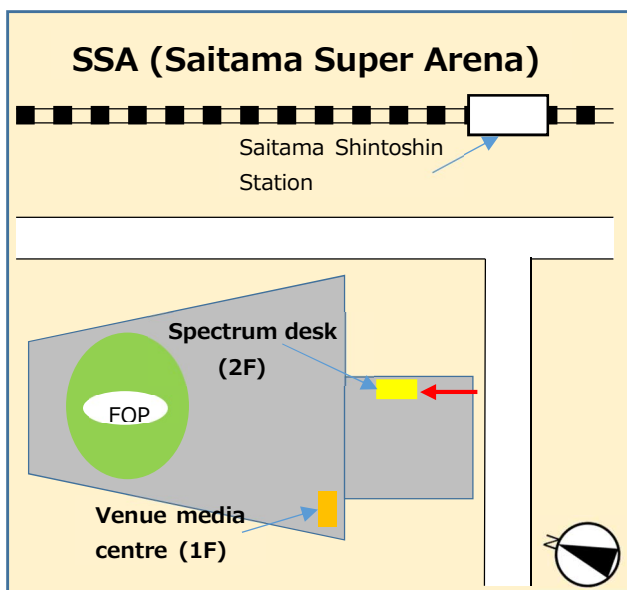 SSA (Saitama Super Arena)
Saitama Shintoshin
Station
Spectrum desk
(2F)
FOP
Venue media
centre (1F)
N